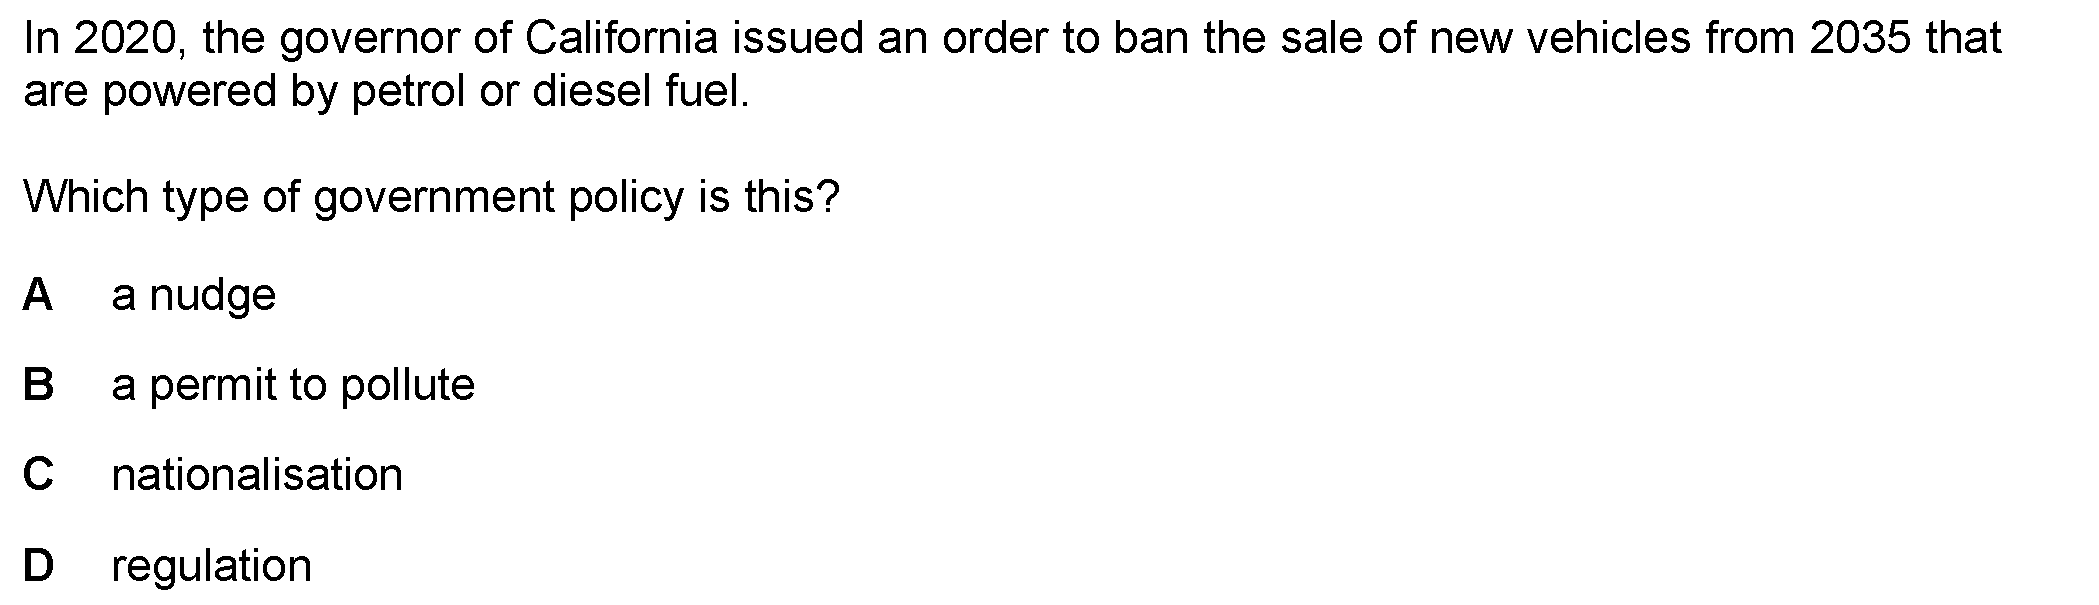 In 2020, the governor of California issued an order to ban the sale of new vehicles from 2035 that
are powered by petrol or diesel fuel.
Which type of government policy is this?
A a nudge
B a permit to pollute
C nationalisation
D regulation